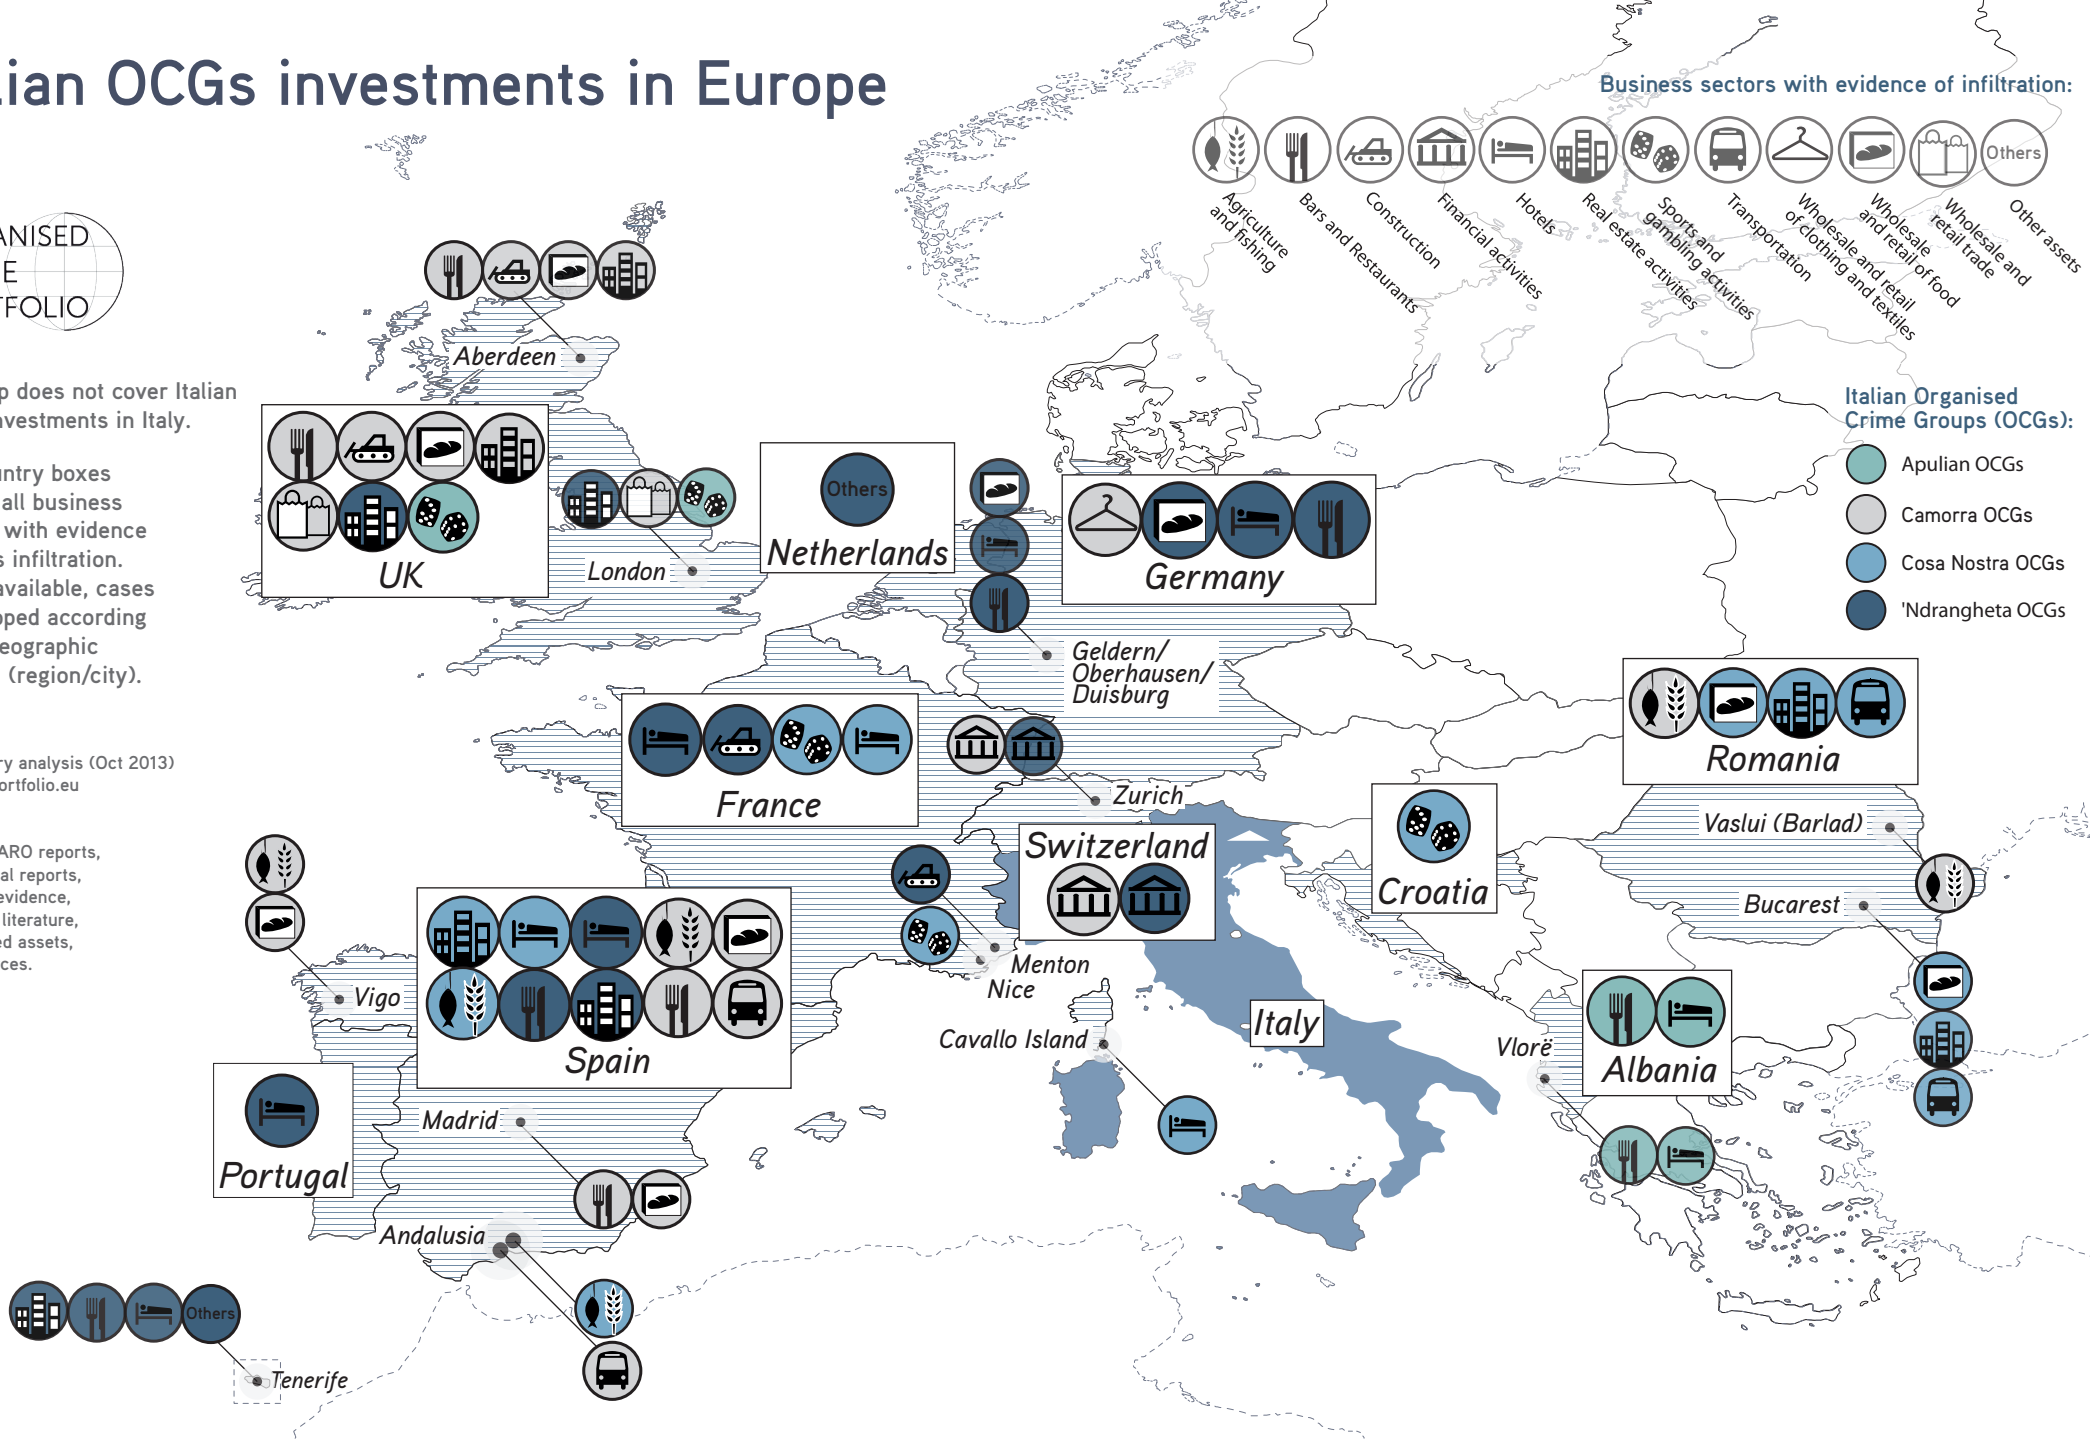 lian OCGs investments in Europe
Business sectors with evidence of infiltration:
Others
Agriculture
and fishing
Bars and Restaurants
Construction
Financial activities
Hotels
Real estate activities
Sports and
gambling activities
Transportation
Wholesale and retail
of clothing and textiles
Wholesale
and retail of food
Wholesale and
retail trade
Other assets
ANISED
E
TFOLIO
p does not cover Italian
nvestments in Italy.
untry boxes
all business
with evidence
s infiltration.
available, cases
pped according
eographic
(region/city).
ry analysis (Oct 2013)
ortfolio.eu
ARO reports,
al reports,
evidence,
literature,
ed assets,
ces.
Italian Organised
Crime Groups (OCGs):
Apulian OCGs
Camorra OCGs
Cosa Nostra OCGs
'Ndrangheta OCGs
Aberdeen
UK
London
Others
Netherlands
Germany
Geldern/
Oberhausen/
Duisburg
France
Zurich
Switzerland
Romania
Vaslui (Barlad)
Bucarest
Croatia
Menton
Nice
Cavallo Island
Italy
Vlorë
Albania
Vigo
Spain
Portugal
Madrid
Andalusia
Others
Tenerife